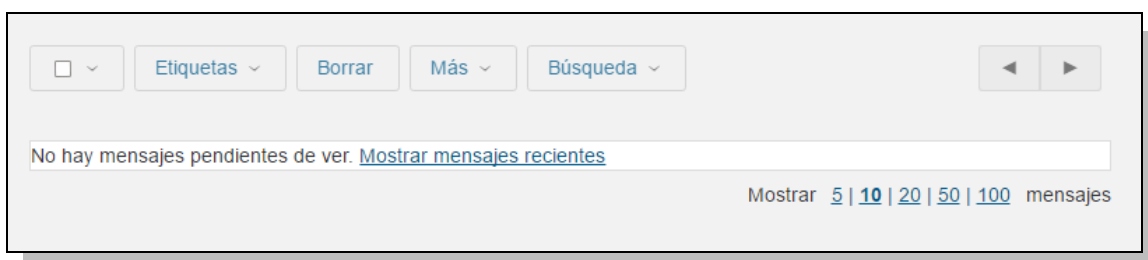 Etiquetas Borrar Más Búsqueda
No hay mensajes pendientes de ver. Mostrar mensajes recientes
Mostrar 5 | 10 | 20 | 50 | 100 mensajes